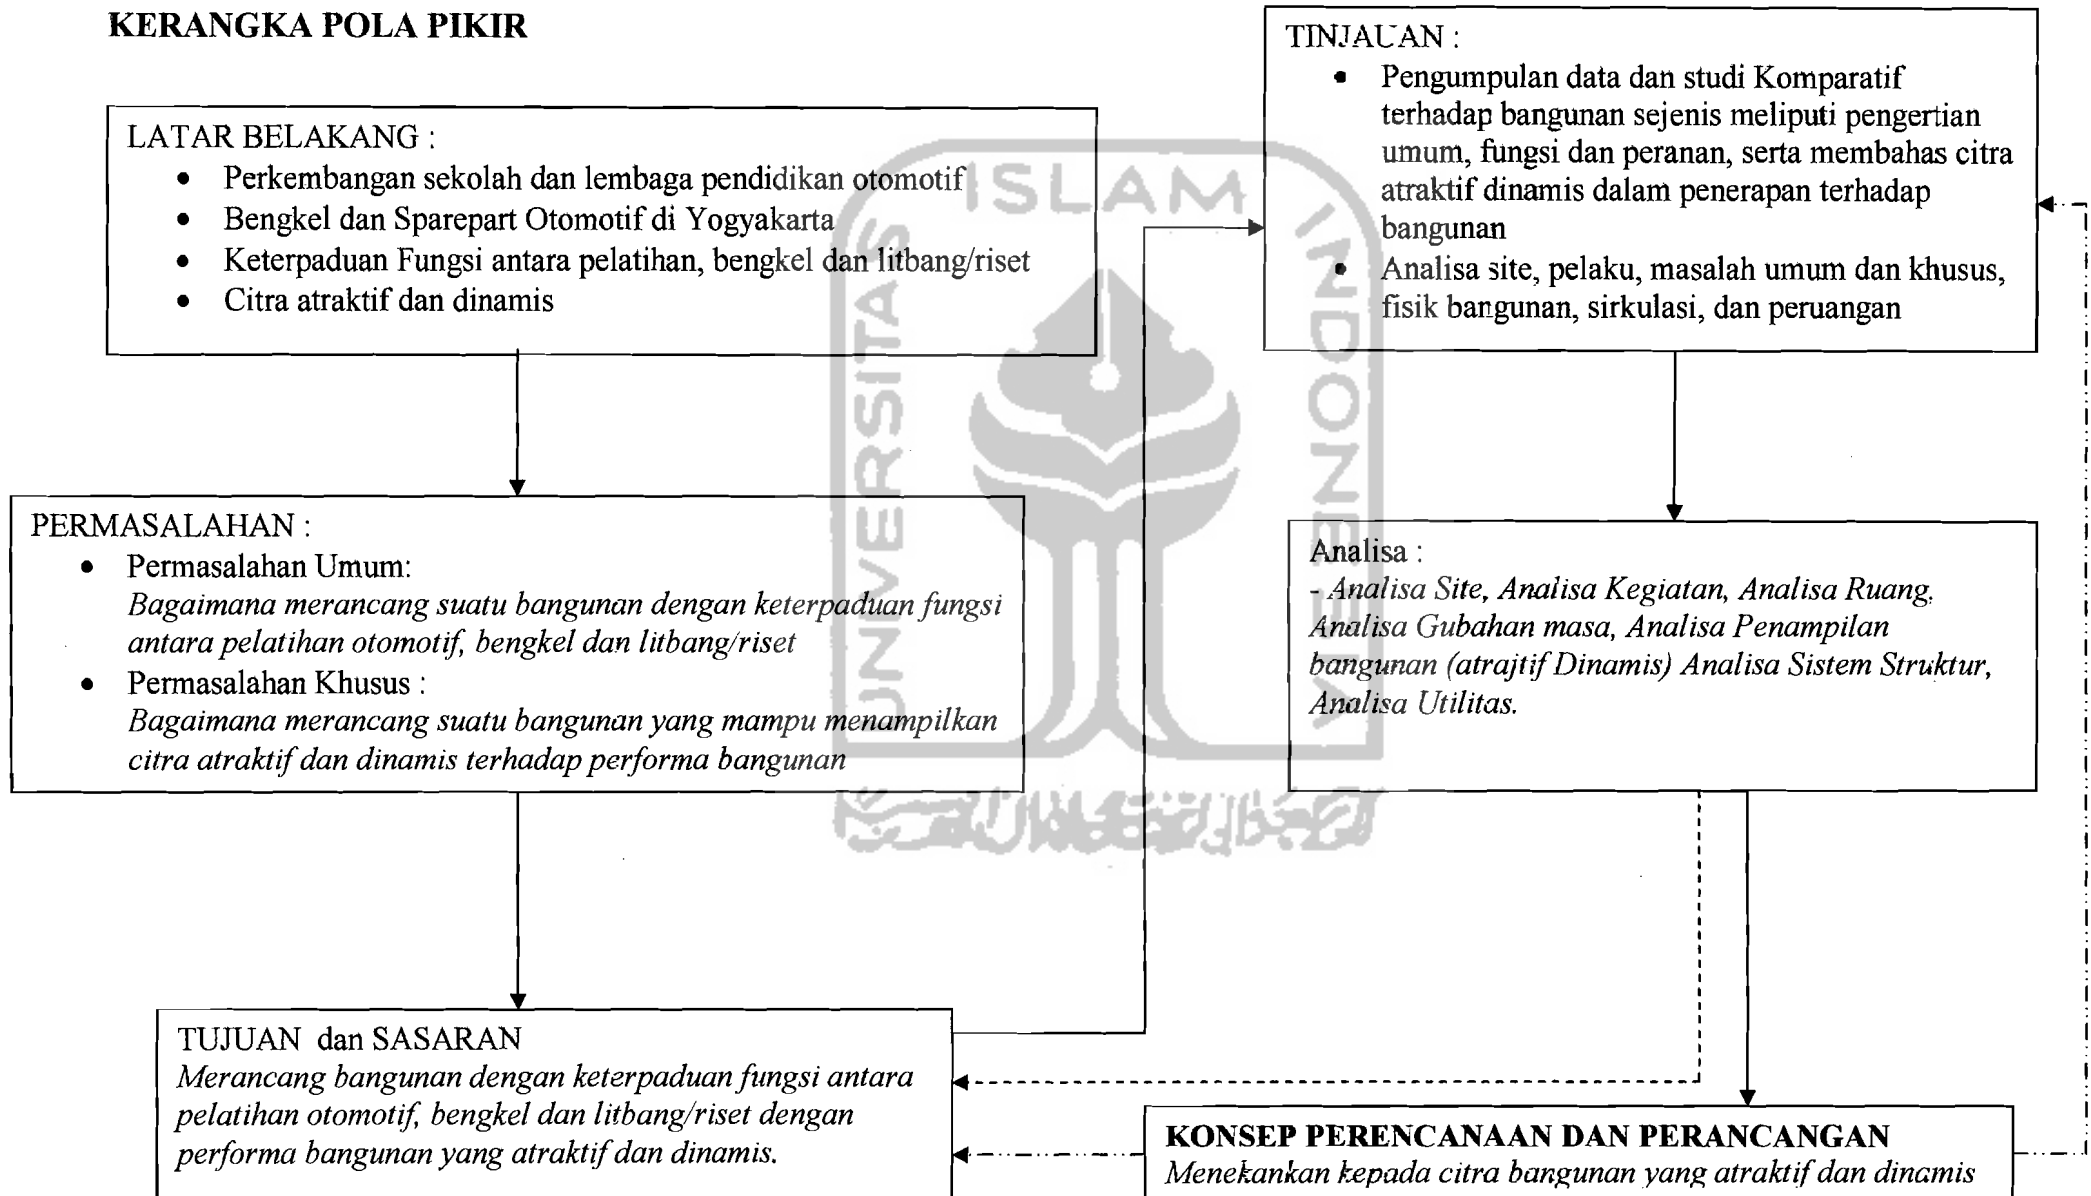 KERANGKA POLA PIKIR
LATAR BELAKANG :
• Perkembangan sekolah dan lembaga pendidikan otomotif
• Bengkel dan Sparepart Otomotif di Yogyakarta
• Keterpaduan Fungsi antara pelatihan, bengkel dan litbang/riset
• Citra atraktif dan dinamis
PERMASALAHAN :
• Permasalahan Umum:
Bagaimana merancang suatu bangunan dengan keterpaduan fungsi
antara pelatihan otomotif, bengkel dan litbang/riset
• Permasalahan Khusus :
Bagaimana merancang suatu bangunan yang mampu menampilkan
citra atraktif dan dinamis terhadap performa bangunan
TUJUAN dan SASARAN
Merancang bangunan dengan keterpaduan fungsi antara
pelatihan otomotif, bengkel dan litbang/riset dengan
performa bangunan yang atraktif dan dinamis.
TINJAUAN :
• Pengumpulan data dan studi Komparatif
terhadap bangunan sejenis meliputi pengertian
umum, fungsi dan peranan, serta membahas citra
atraktif dinamis dalam penerapan terhadap
bangunan
• Analisa site, pelaku, masalah umum dan khusus,
fisik bangunan, sirkulasi, dan peruangan
Analisa :
- Analisa Site, Analisa Kegiatan, Analisa Ruang,
Analisa Gubahan masa, Analisa Penampilan
bangunan (atrajtif Dinamis) Analisa Sistem Struktur,
Analisa Utilitas.
KONSEP PERENCANAAN DAN PERANCANGAN
Menekankan kepada citra bangunan yang atraktif dan dinamis
UNIVERSITAS
ISLAM
INDONESIA